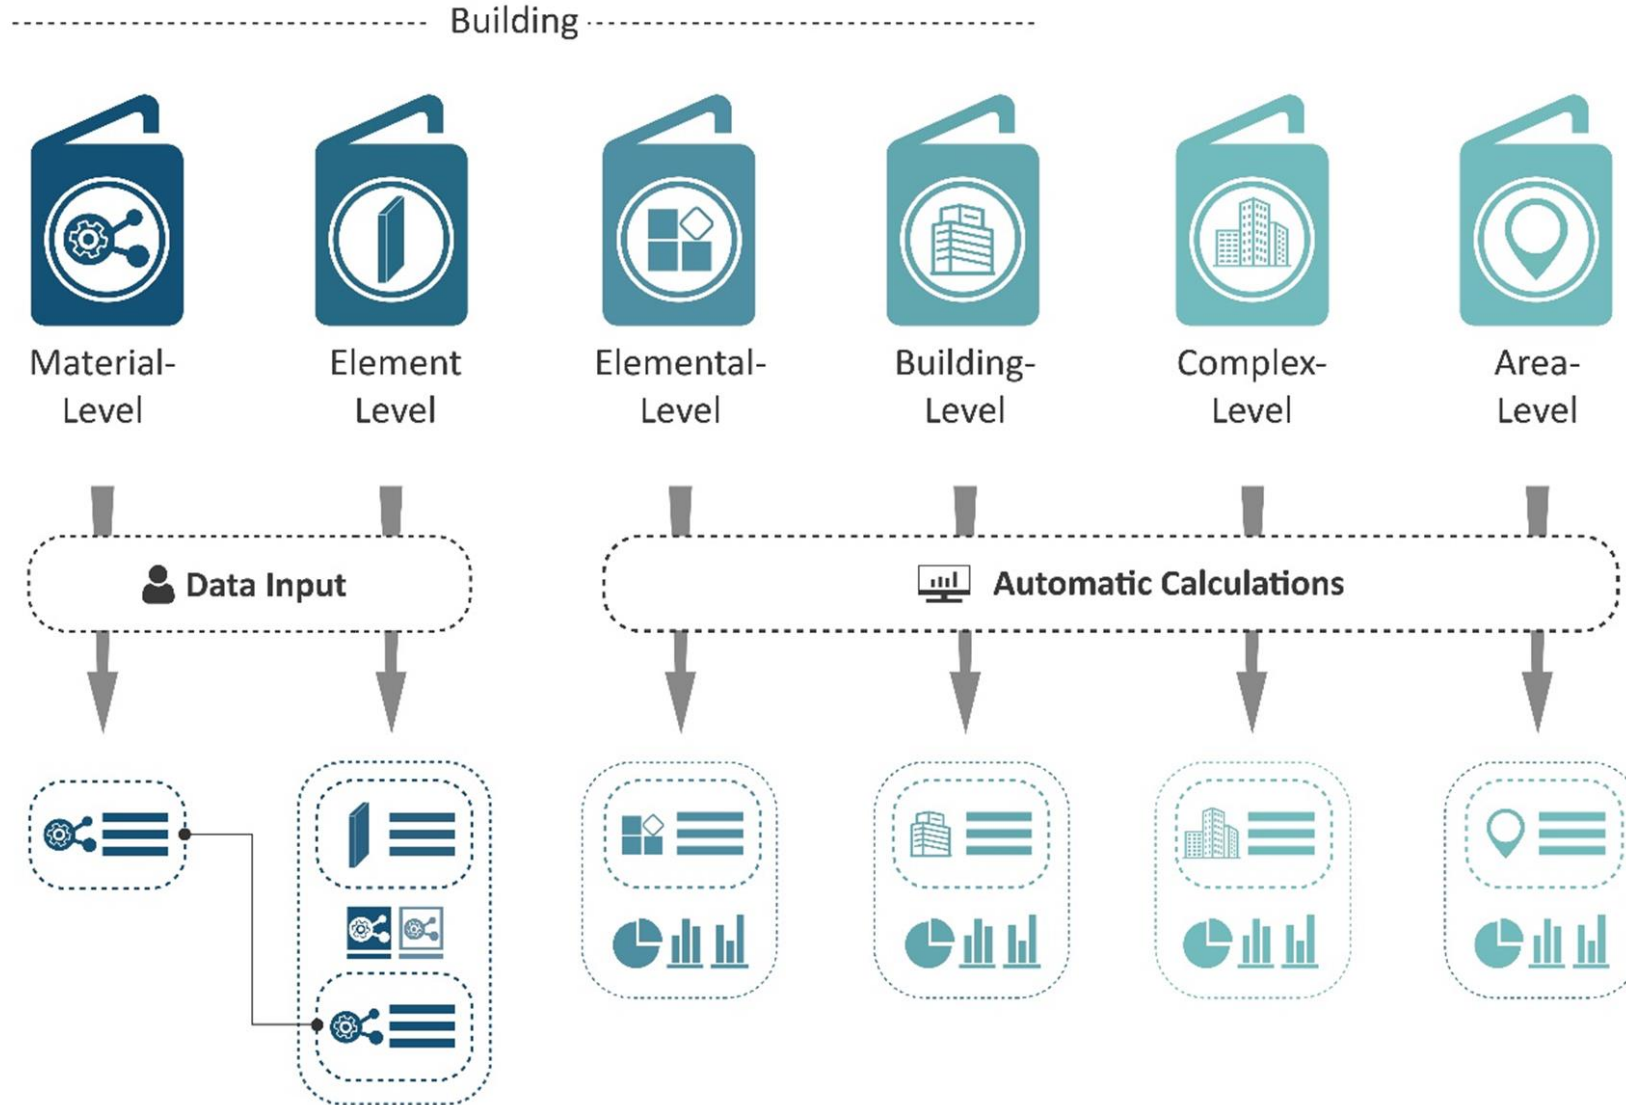 Building
Material-
Level
Element
Level
Elemental-
Level
Building-
Level
Complex-
Level
Area-
Level
Data Input
Automatic Calculations